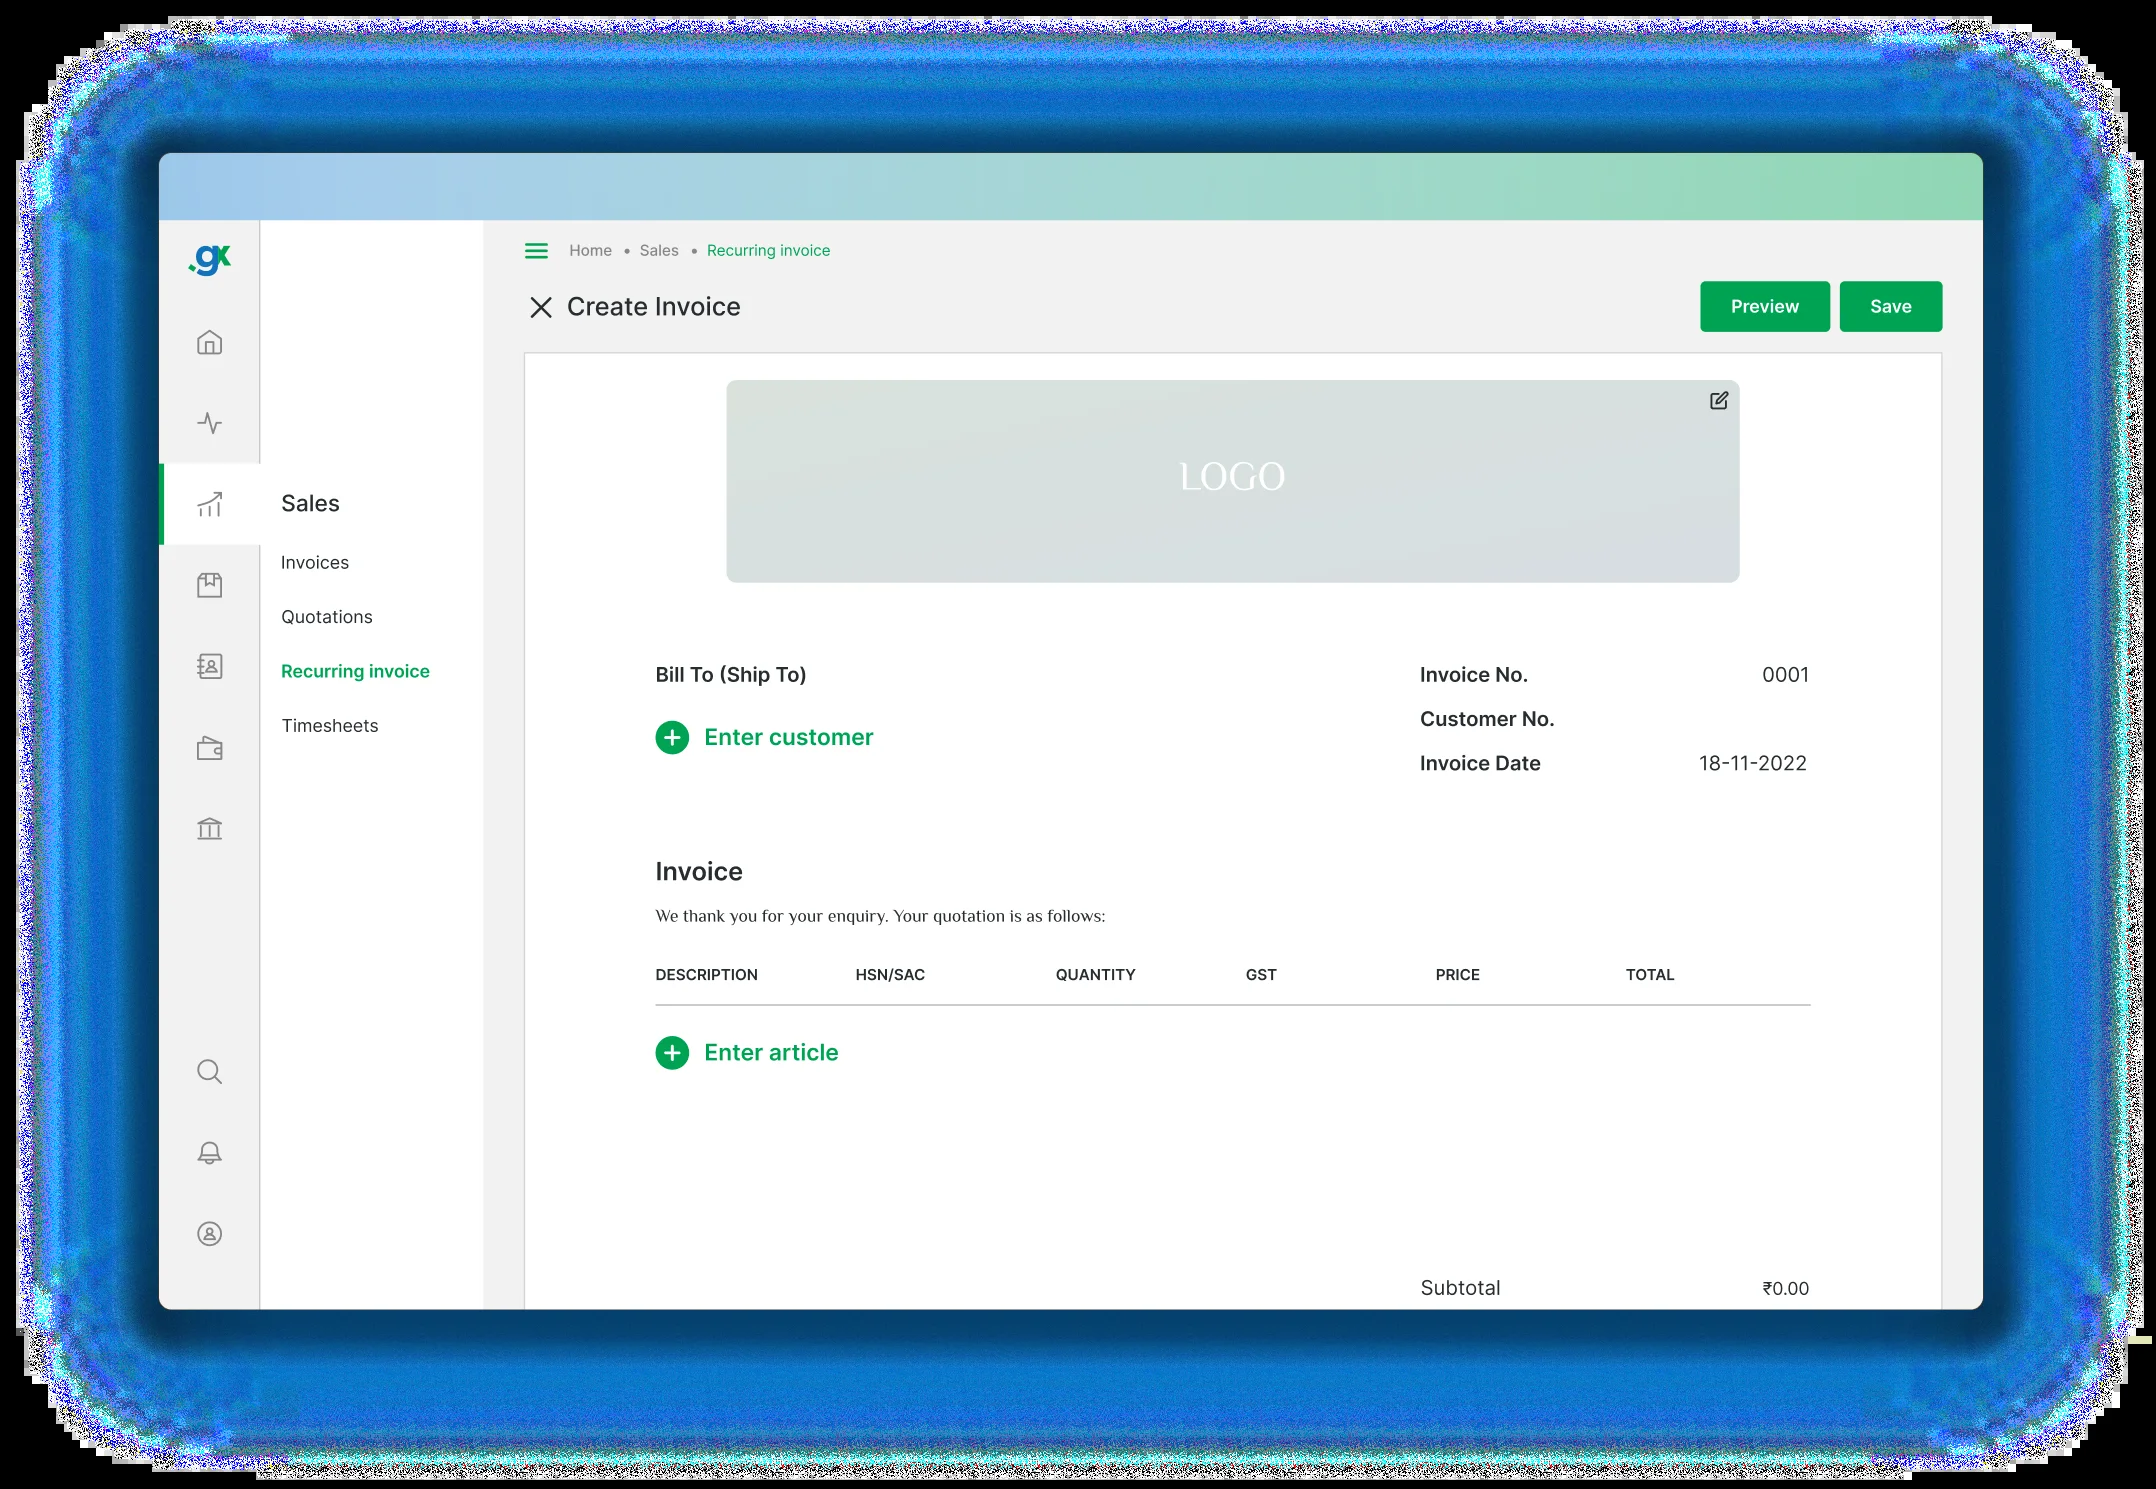 .gx
Home • Sales • Recurring invoice
Create Invoice
Preview
Save
LOGO
Sales
Invoices
Quotations
Recurring invoice
Timesheets
Bill To (Ship To)
Enter customer
Invoice No. 0001
Customer No.
Invoice Date 18-11-2022
Invoice
We thank you for your enquiry. Your quotation is as follows:
DESCRIPTION HSN/SAC QUANTITY GST PRICE TOTAL
Enter article
Subtotal ₹0.00